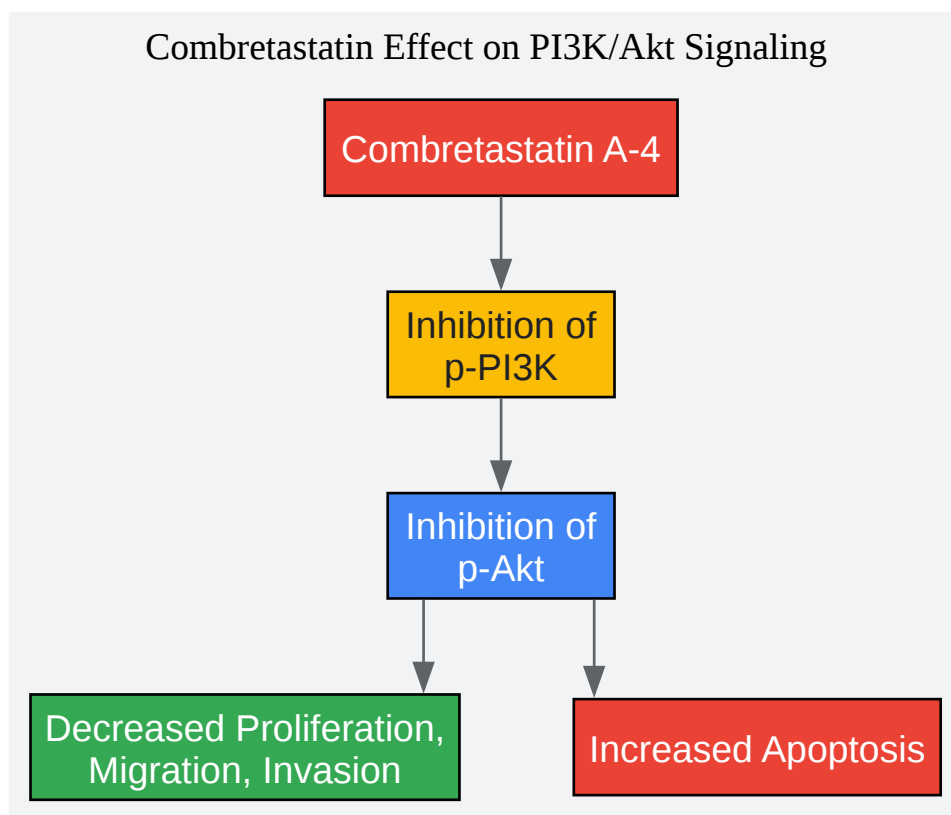 Combretastatin Effect on PI3K/Akt Signaling
Combretastatin A-4
Inhibition of
p-PI3K
Inhibition of
p-Akt
Decreased Proliferation,
Migration, Invasion
Increased Apoptosis